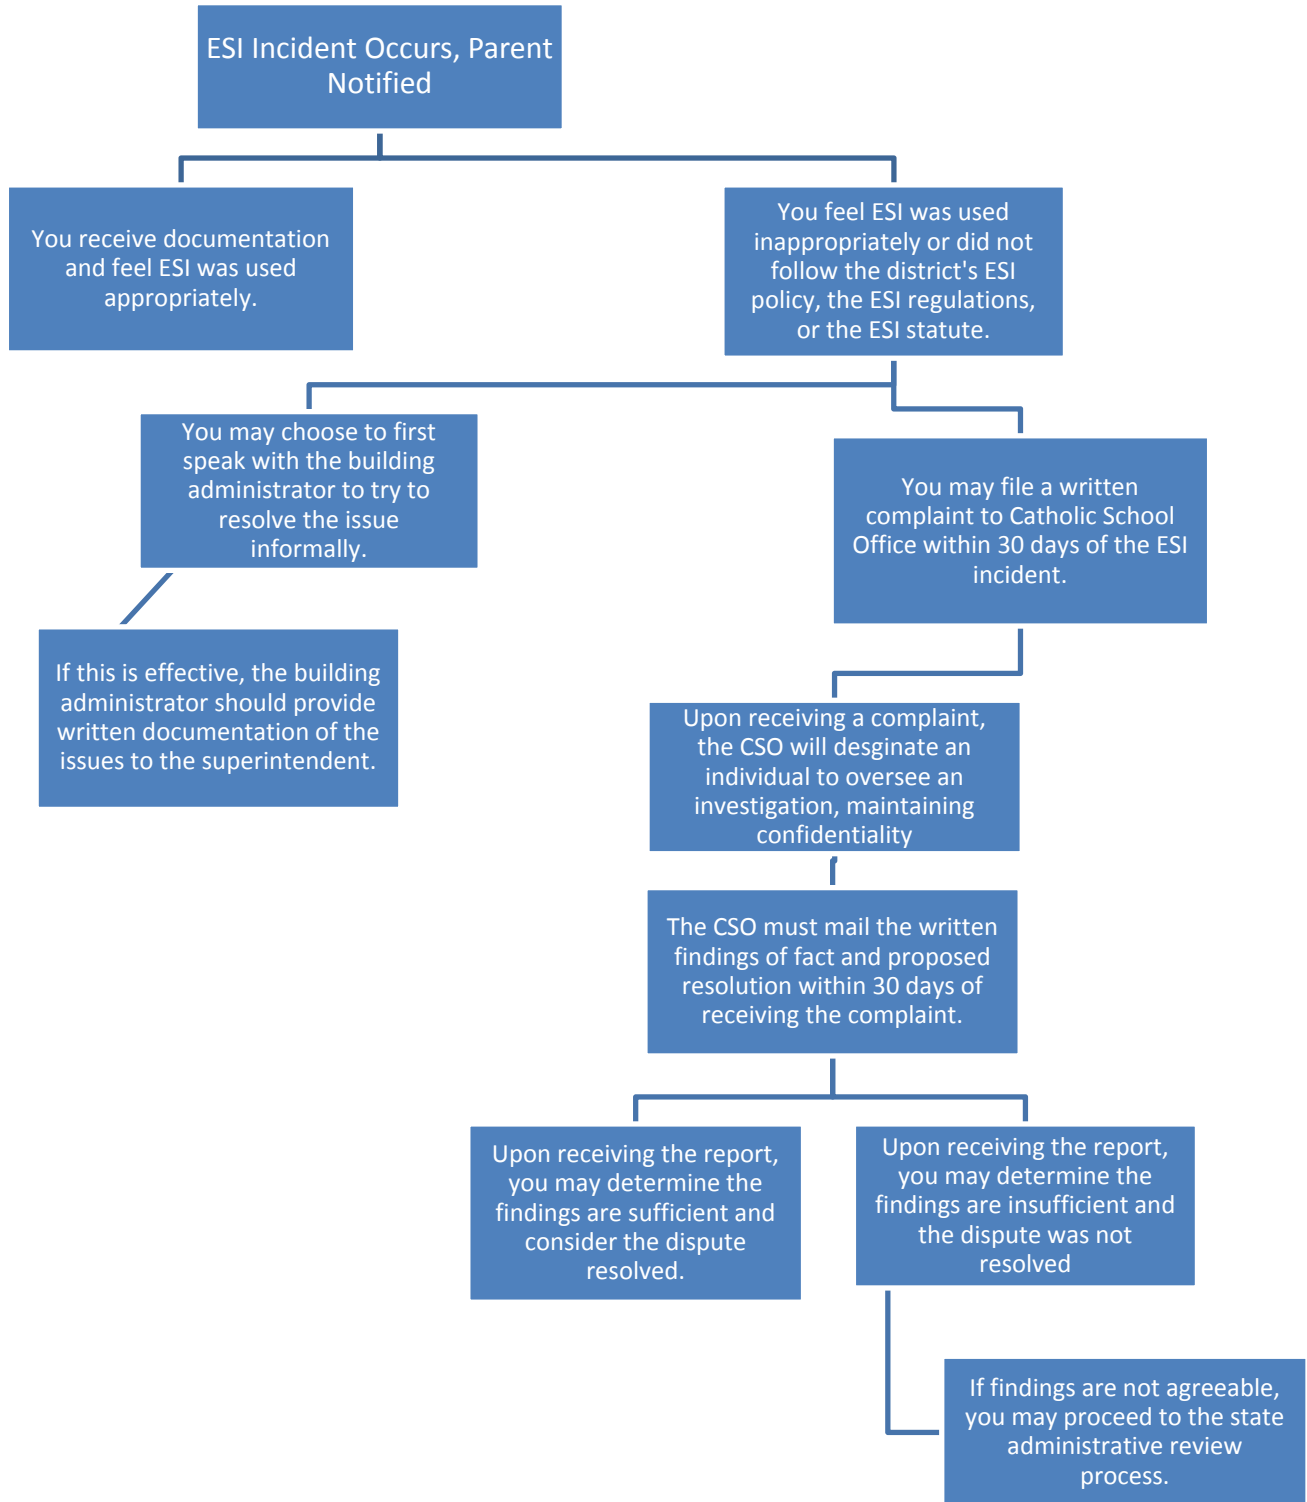 ESI Incident Occurs, Parent
Notified
You receive documentation
and feel ESI was used
appropriately.
You feel ESI was used
inappropriately or did not
follow the district's ESI
policy, the ESI regulations,
or the ESI statute.
You may choose to first
speak with the building
administrator to try to
resolve the issue
informally.
If this is effective, the building
administrator should provide
written documentation of the
issues to the superintendent.
You may file a written
complaint to Catholic School
Office within 30 days of the ESI
incident.
Upon receiving a complaint,
the CSO will desginate an
individual to oversee an
investigation, maintaining
confidentiality
The CSO must mail the written
findings of fact and proposed
resolution within 30 days of
receiving the complaint.
Upon receiving the report,
you may determine the
findings are sufficient and
consider the dispute
resolved.
Upon receiving the report,
you may determine the
findings are insufficient and
the dispute was not
resolved
If findings are not agreeable,
you may proceed to the state
administrative review
process.